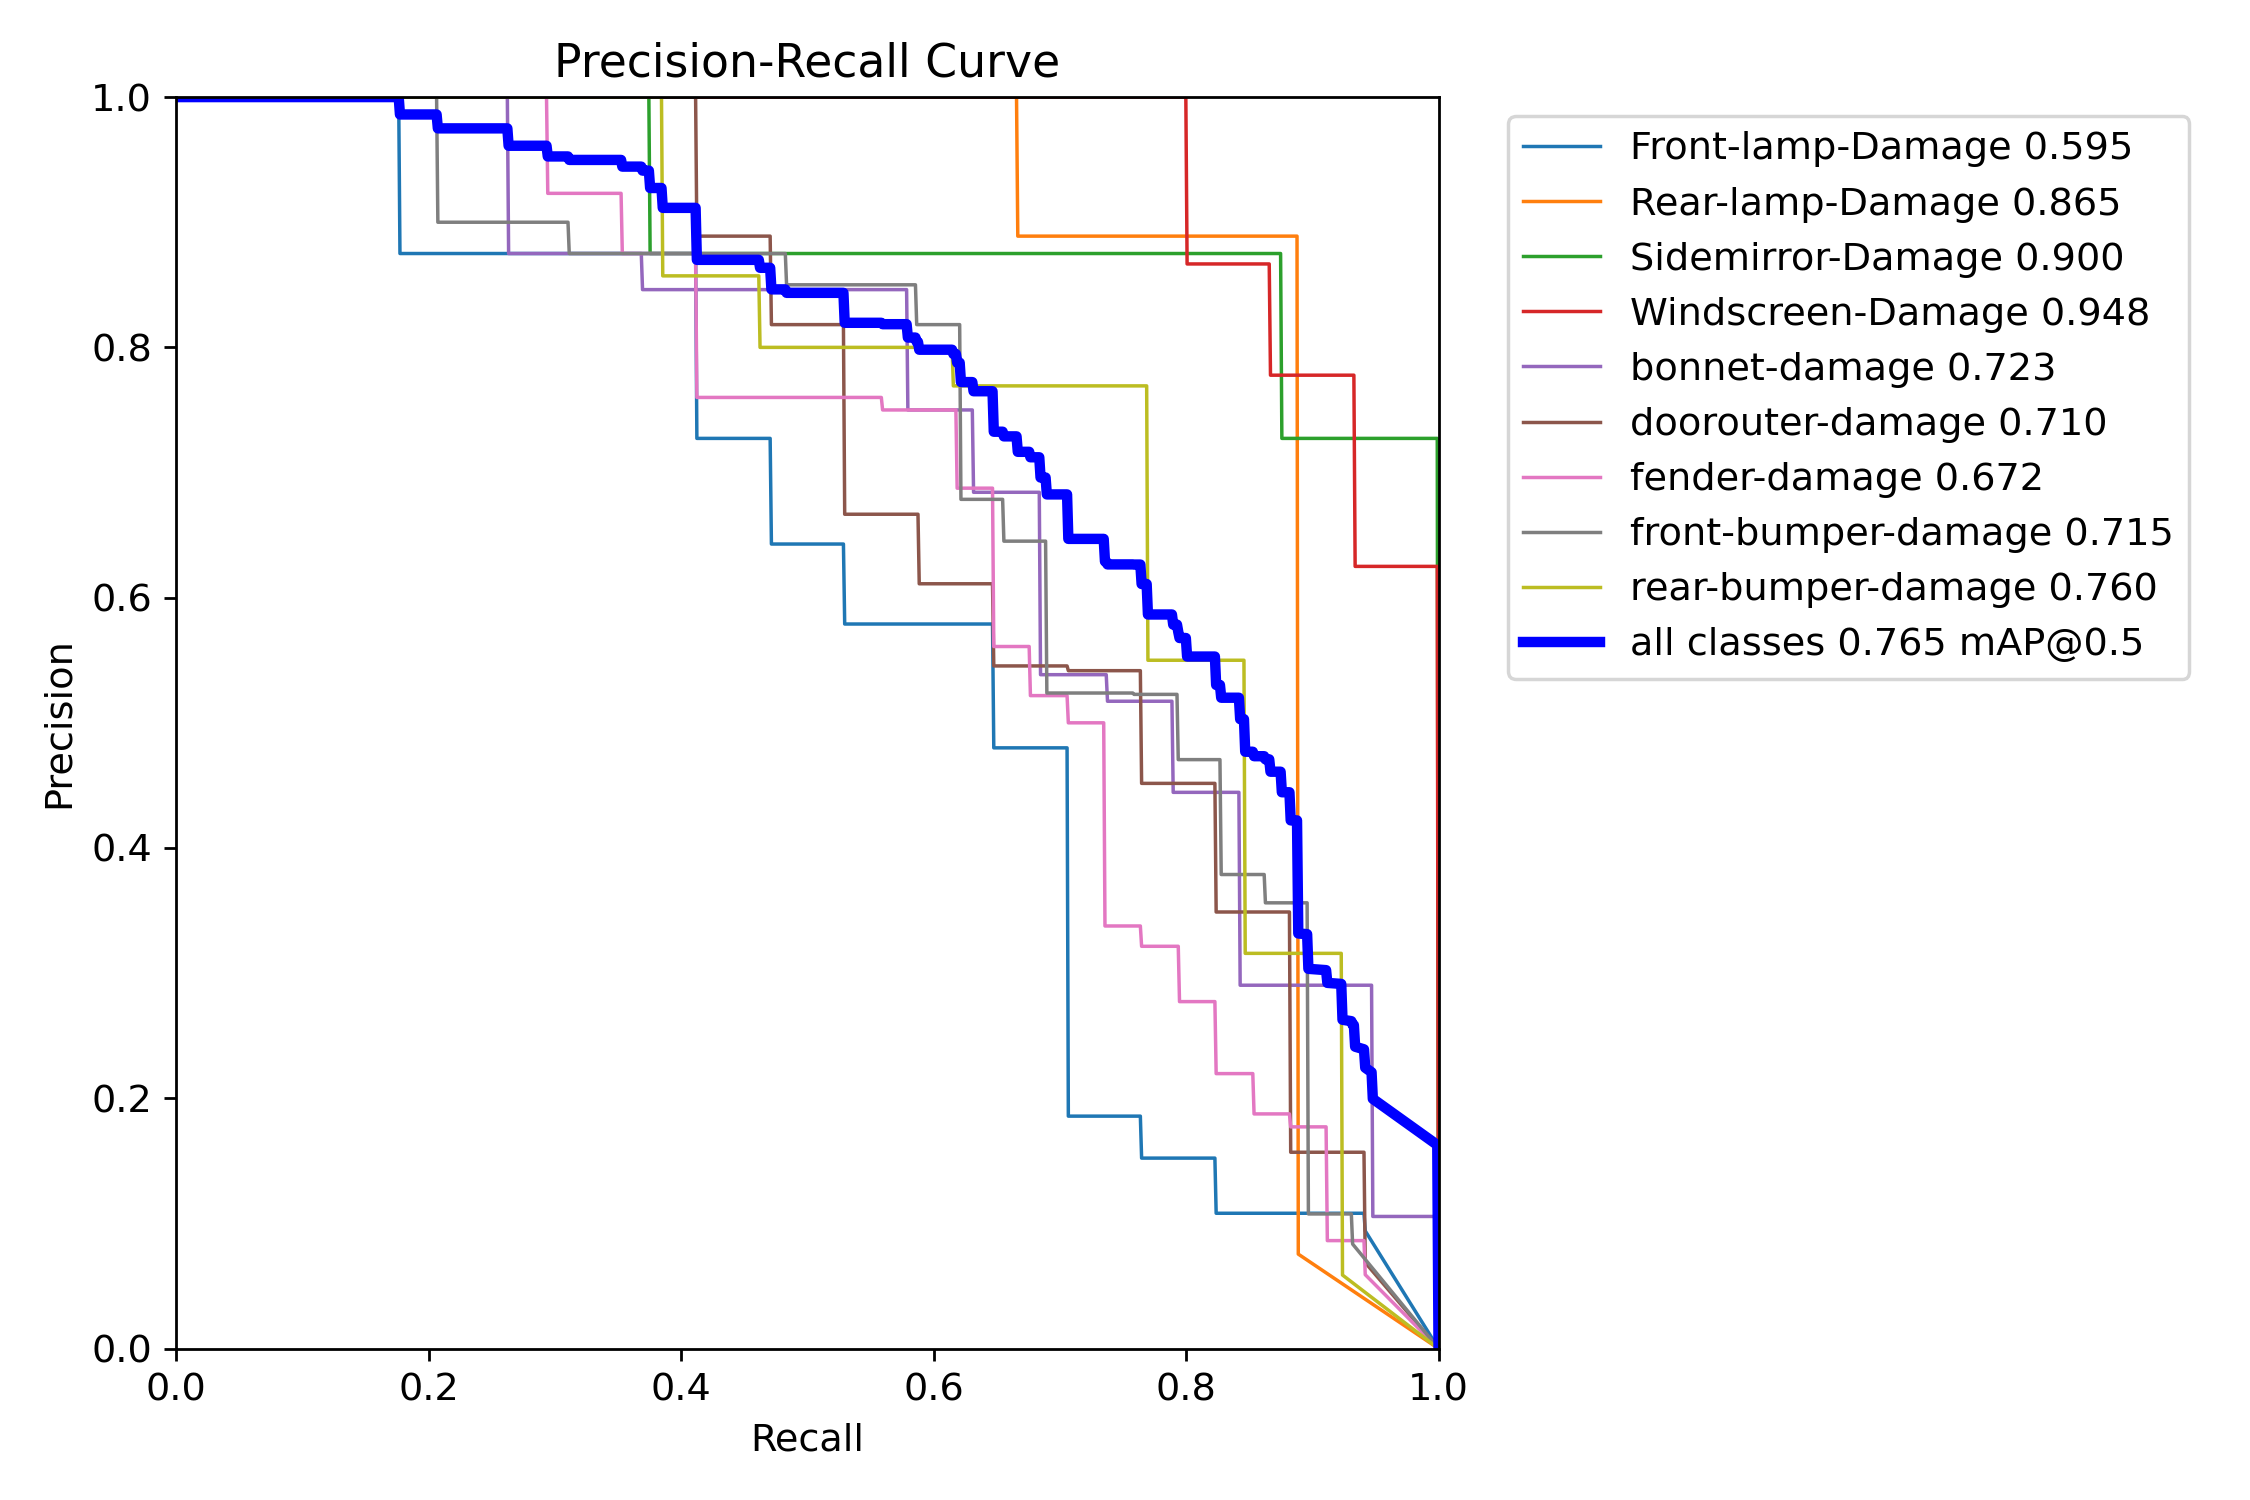 Precision-Recall Curve
1.0
0.8
0.6
0.4
0.2
0.0
Precision
0.0 0.2 0.4 0.6 0.8 1.0
Recall
Front-lamp-Damage 0.595
Rear-lamp-Damage 0.865
Sidemirror-Damage 0.900
Windscreen-Damage 0.948
bonnet-damage 0.723
doorouter-damage 0.710
fender-damage 0.672
front-bumper-damage 0.715
rear-bumper-damage 0.760
all classes 0.765 mAP@0.5